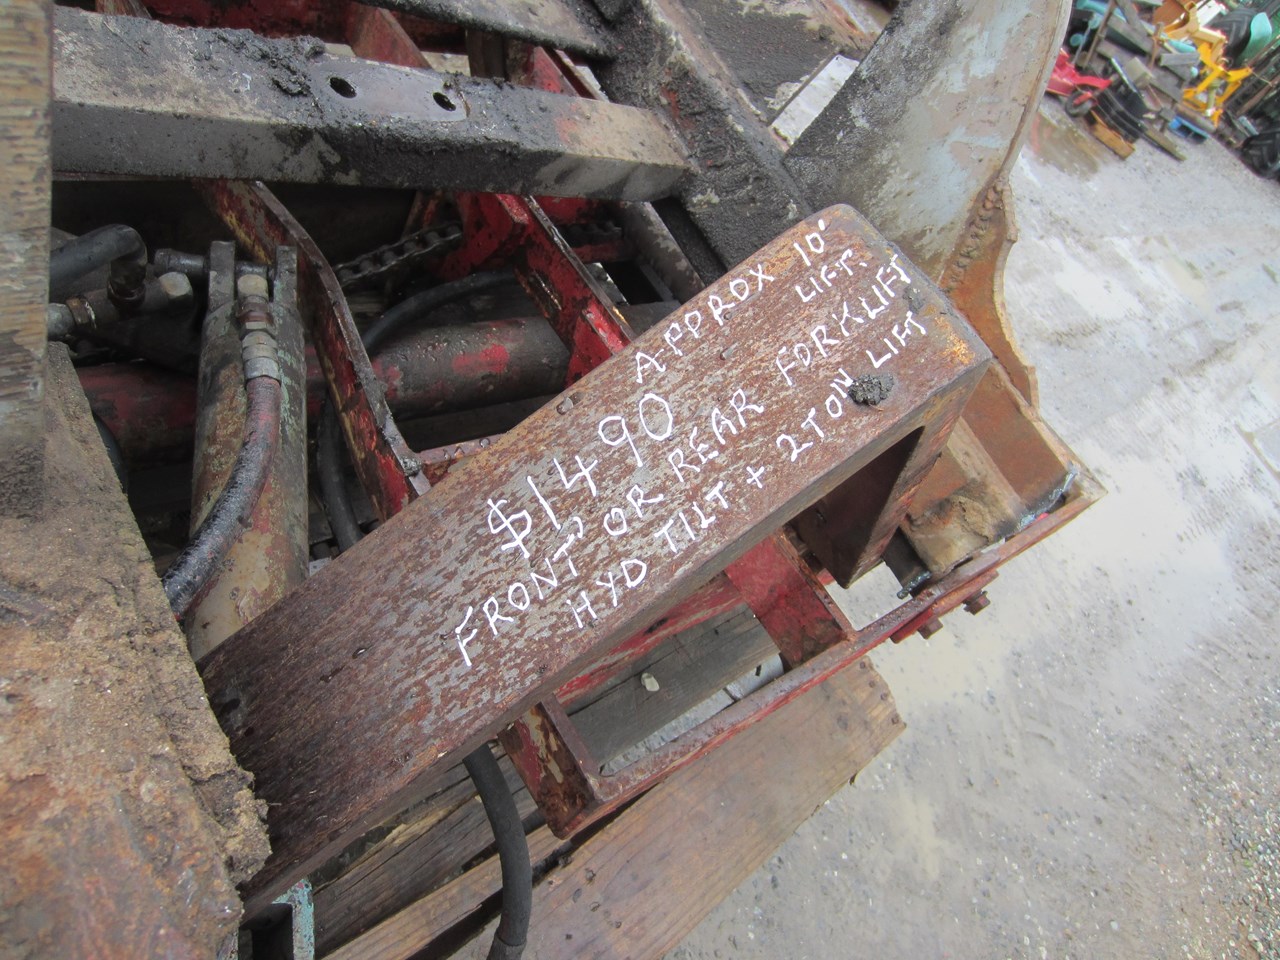 APPROX 10'
LIFT
$1490
FRONT, OR REAR FORKLIFT
HYD TILT + 2TON LIFT